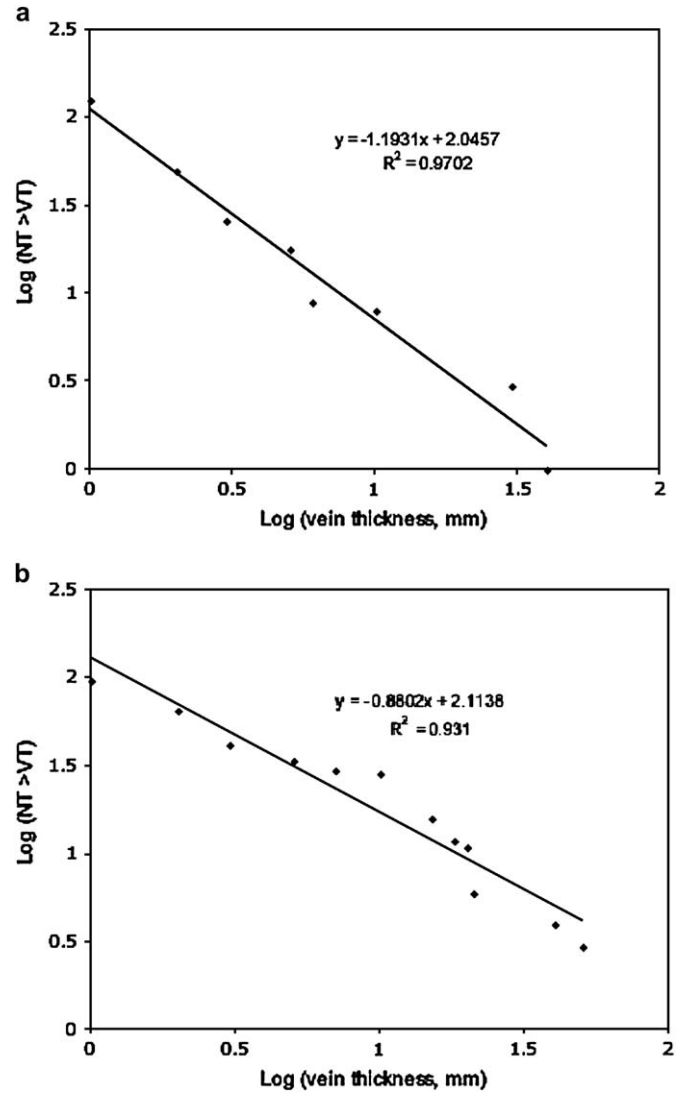 a
2.5
2
1.5
1
0.5
0
Log (NT >VT)
y = -1.1931x + 2.0457
R2 = 0.9702
0 0.5 1 1.5 2
Log (vein thickness, mm)
b
2.5
2
1.5
1
0.5
0
Log (NT >VT)
y = -0.8802x + 2.1138
R2 = 0.931
0 0.5 1 1.5 2
Log (vein thickness, mm)